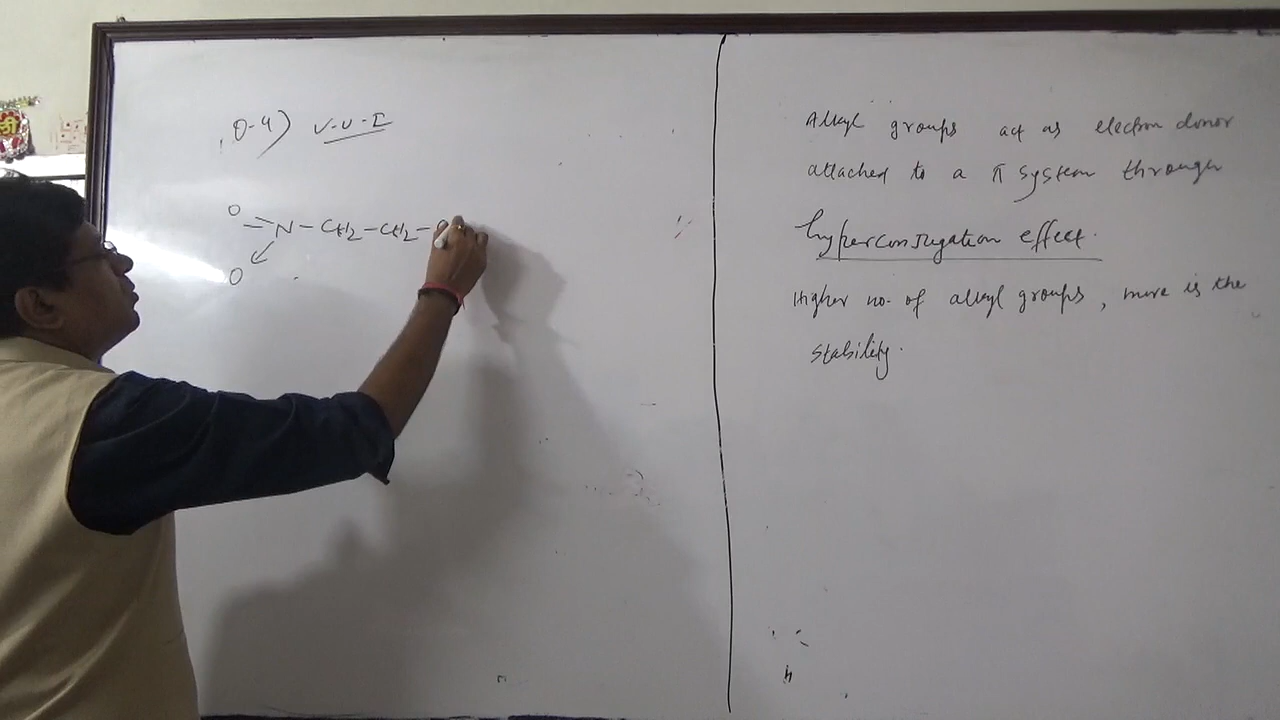 Q-4) V.V.I
O
=N-CH2-CH2-
O
Alkyl groups act as electron donor
attached to a π system through
hyperconjugation effect.
Higher no. of alkyl groups, more is the
stability.
ली